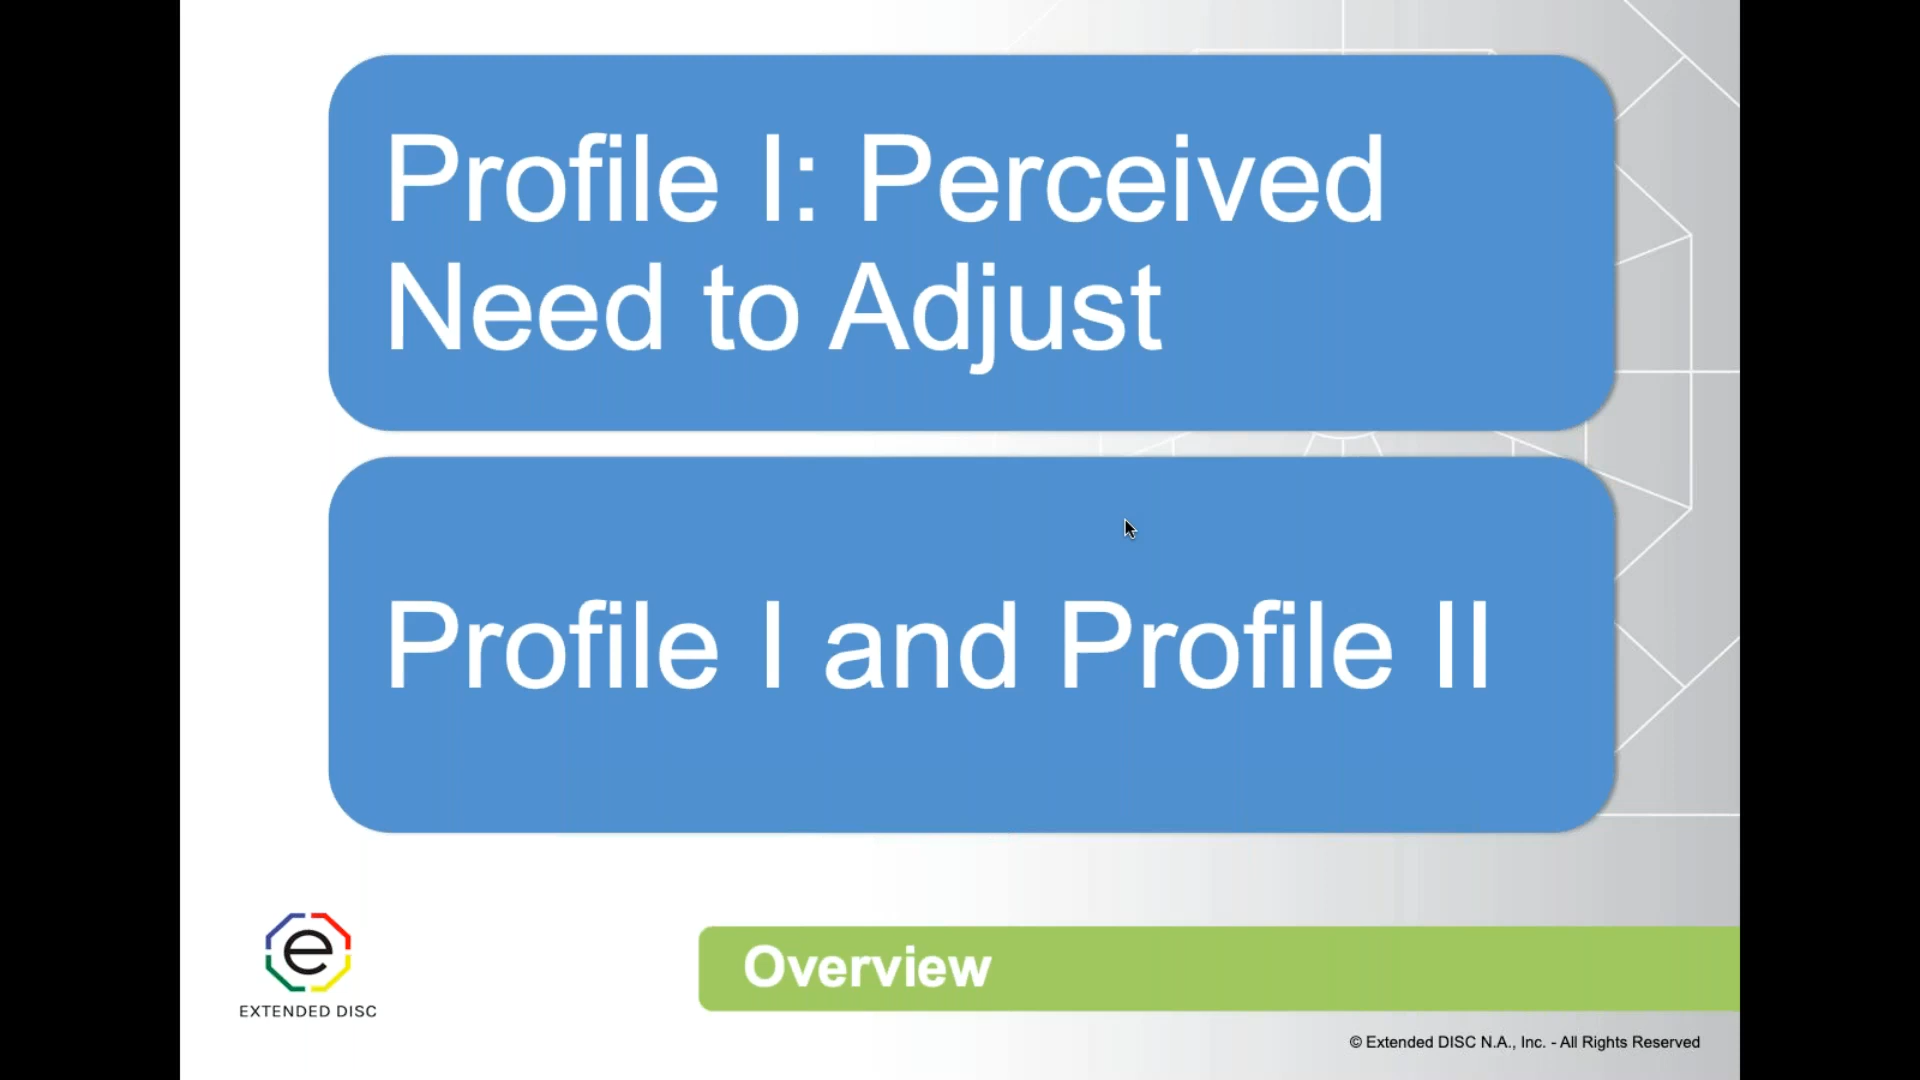 Profile I: Perceived
Need to Adjust
Profile I and Profile II
e
EXTENDED DISC
Overview
© Extended DISC N.A., Inc. - All Rights Reserved